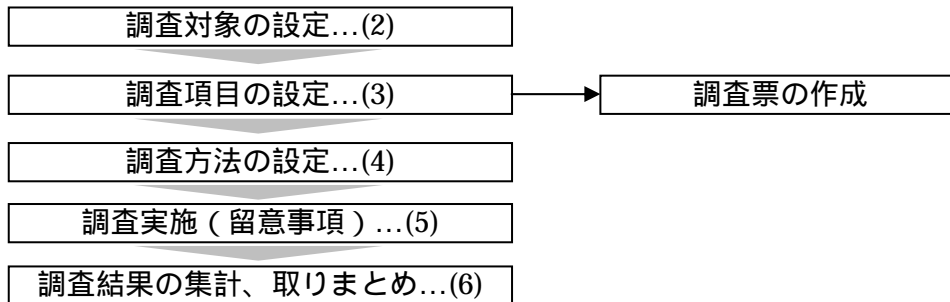 調査対象の設定…(2)
調査項目の設定…(3)
調査票の作成
調査方法の設定…(4)
調査実施(留意事項)…(5)
調査結果の集計、取りまとめ…(6)